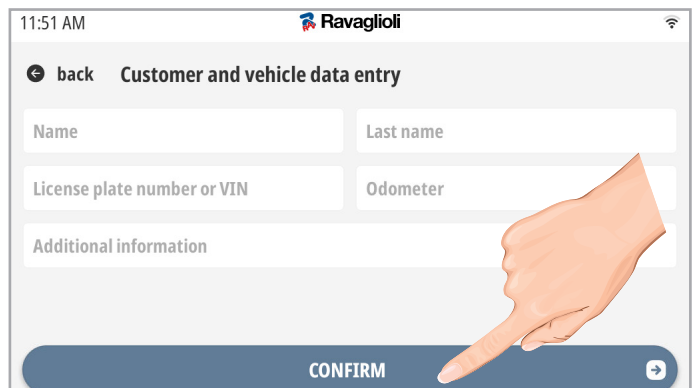 11:51 AM Ravaglioli
back Customer and vehicle data entry
Name Last name
License plate number or VIN Odometer
Additional information
CONFIRM